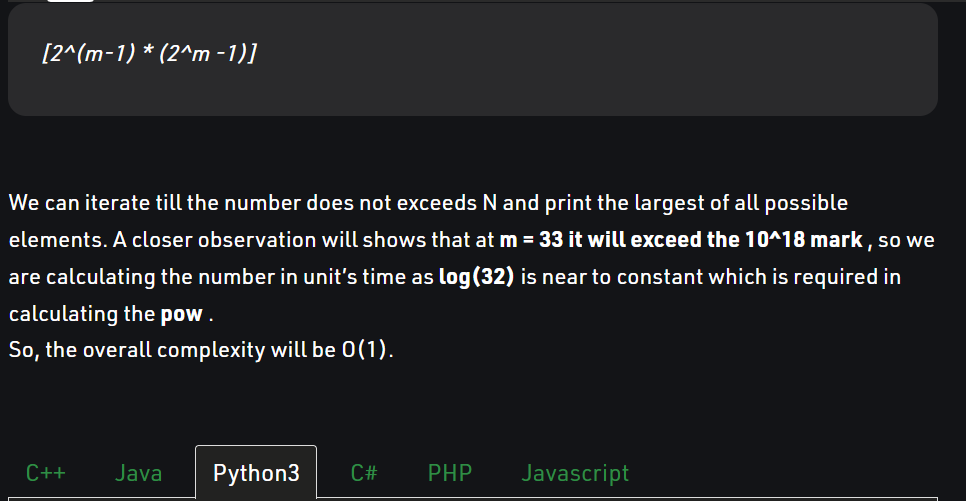 [2^(m-1) * (2^m -1)]
We can iterate till the number does not exceeds N and print the largest of all possible
elements. A closer observation will shows that at m = 33 it will exceed the 10^18 mark , so we
are calculating the number in unit's time as log(32) is near to constant which is required in
calculating the pow .
So, the overall complexity will be O(1).
C++ Java Python3 C# PHP Javascript